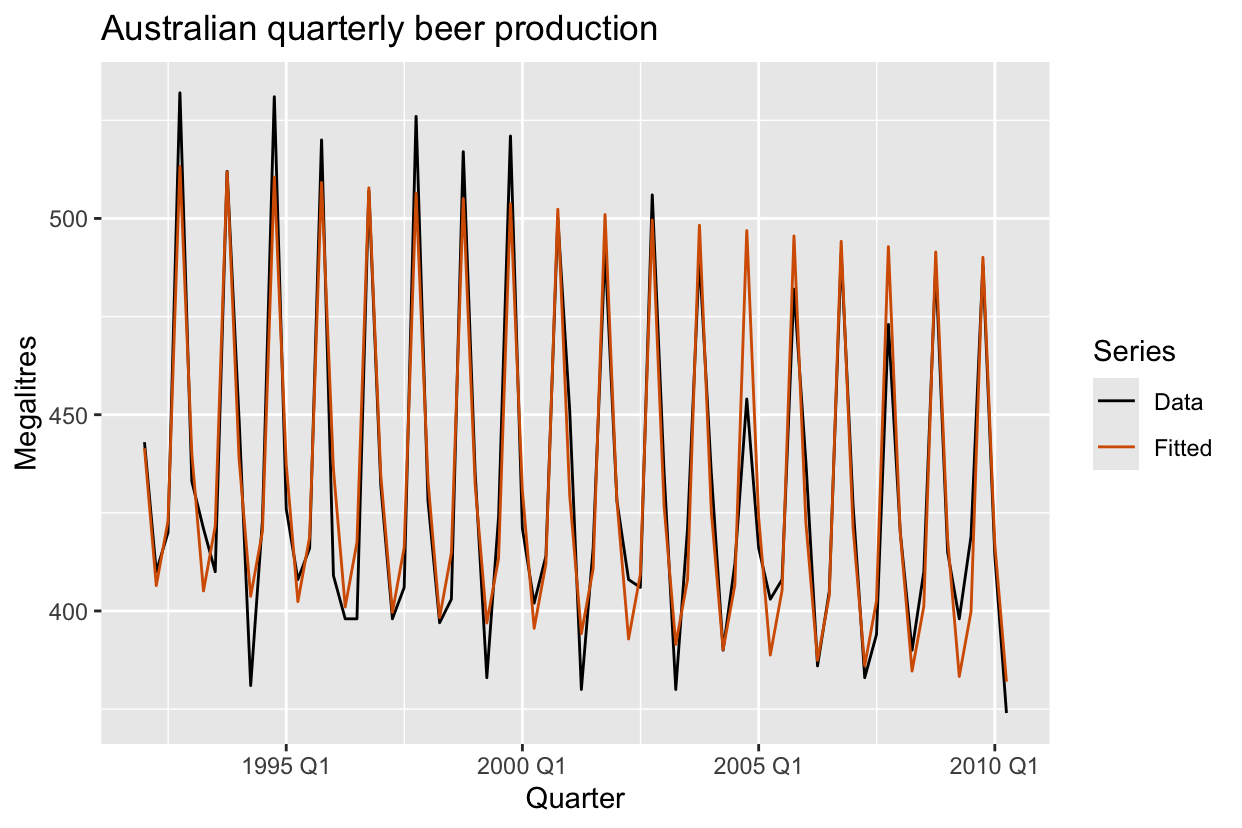 Australian quarterly beer production
500
450
400
Megalitres
1995 Q1
2000 Q1
2005 Q1
2010 Q1
Quarter
Series
Data
Fitted